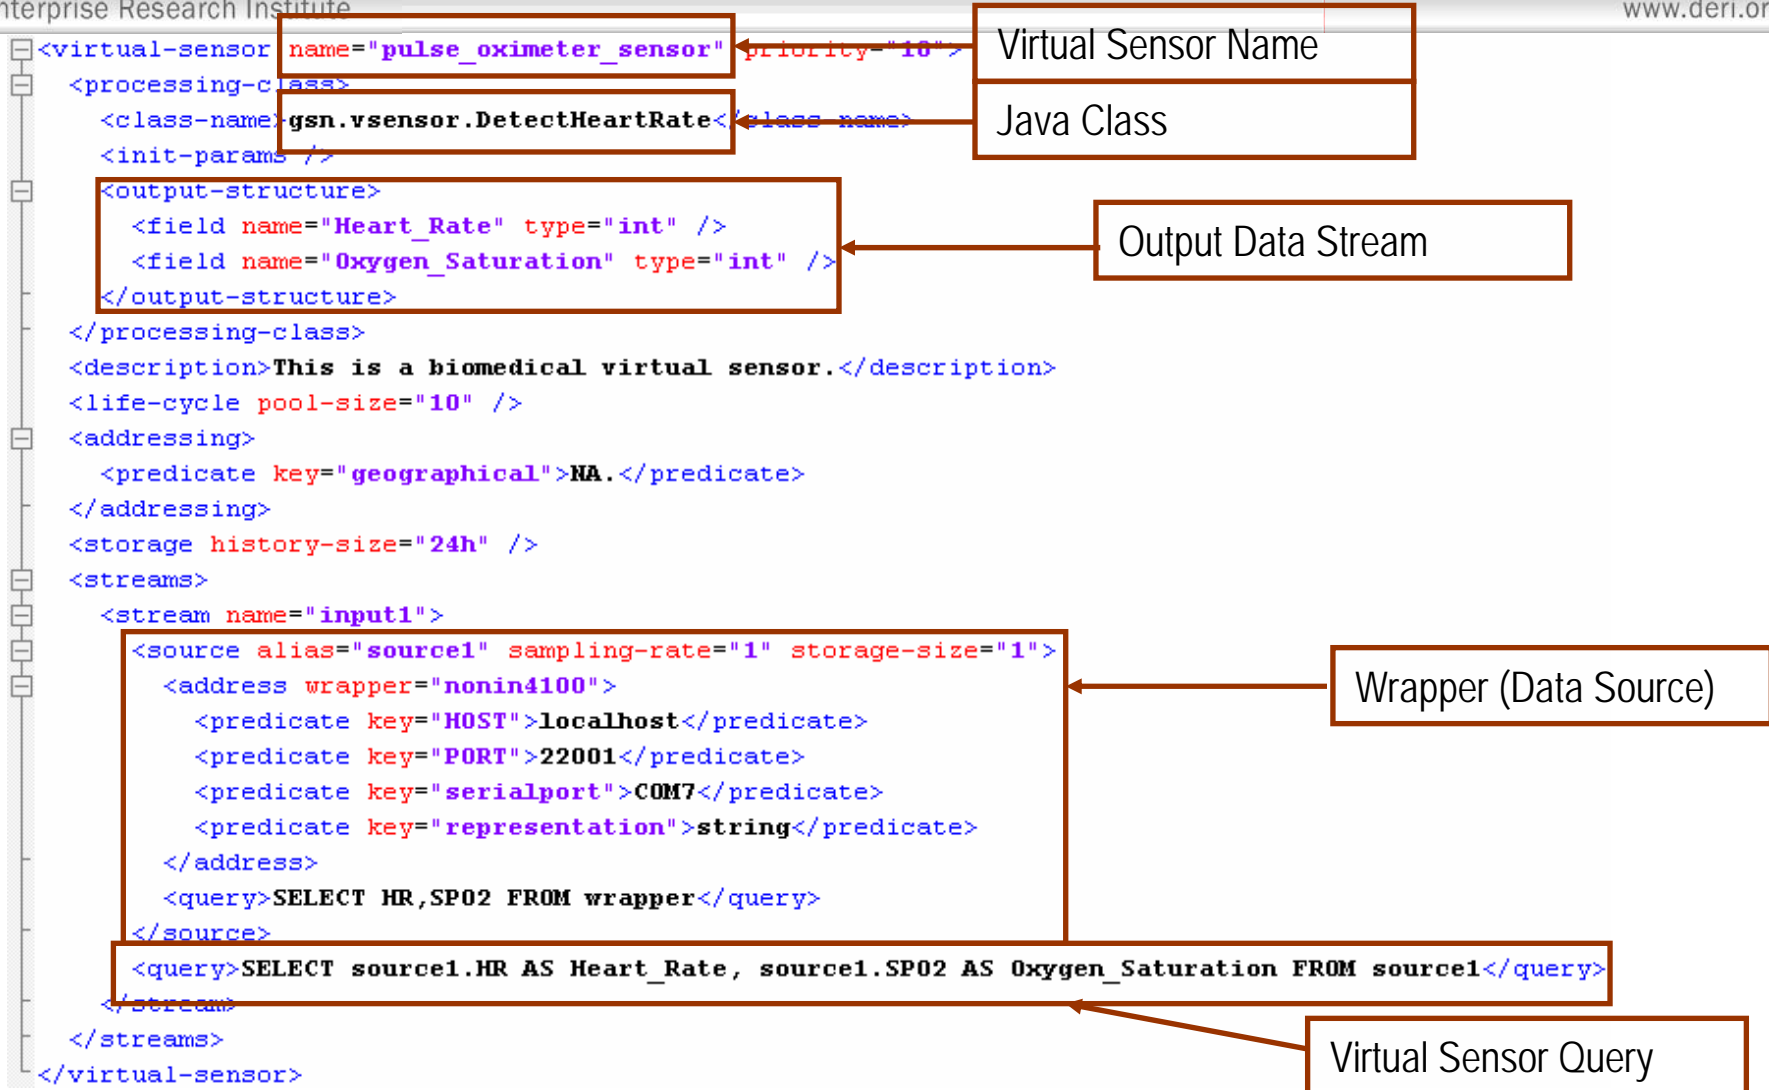 nterprise Research Institute
www.deri.or
<virtual-sensor name="pulse_oximeter_sensor" priority="10">
Virtual Sensor Name
<processing-class>
<class-name>gsn.vsensor.DetectHeartRate</class-name>
Java Class
<init-params />
<output-structure>
<field name="Heart_Rate" type="int" />
Output Data Stream
<field name="Oxygen_Saturation" type="int" />
</output-structure>
</processing-class>
<description>This is a biomedical virtual sensor.</description>
<life-cycle pool-size="10" />
<addressing>
<predicate key="geographical">NA.</predicate>
</addressing>
<storage history-size="24h" />
<streams>
<stream name="input1">
<source alias="source1" sampling-rate="1" storage-size="1">
<address wrapper="nonin4100">
Wrapper (Data Source)
<predicate key="HOST">localhost</predicate>
<predicate key="PORT">22001</predicate>
<predicate key="serialport">COM7</predicate>
<predicate key="representation">string</predicate>
</address>
<query>SELECT HR,SPO2 FROM wrapper</query>
</source>
<query>SELECT source1.HR AS Heart_Rate, source1.SPO2 AS Oxygen_Saturation FROM source1</query>
</stream>
</streams>
Virtual Sensor Query
</virtual-sensor>